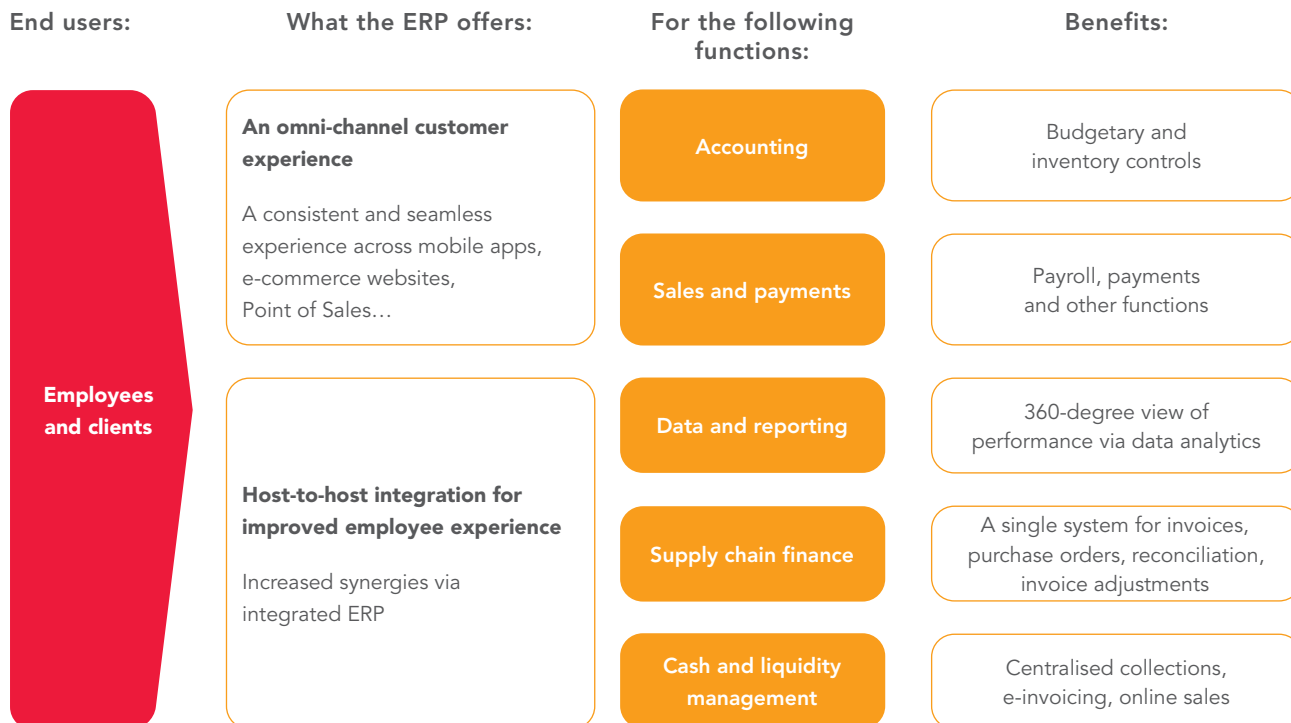 End users:
What the ERP offers:
For the following
functions:
Benefits:
Employees
and clients
An omni-channel customer
experience
A consistent and seamless
experience across mobile apps,
e-commerce websites,
Point of Sales…
Host-to-host integration for
improved employee experience
Increased synergies via
integrated ERP
Accounting
Budgetary and
inventory controls
Sales and payments
Payroll, payments
and other functions
Data and reporting
360-degree view of
performance via data analytics
Supply chain finance
A single system for invoices,
purchase orders, reconciliation,
invoice adjustments
Cash and liquidity
management
Centralised collections,
e-invoicing, online sales